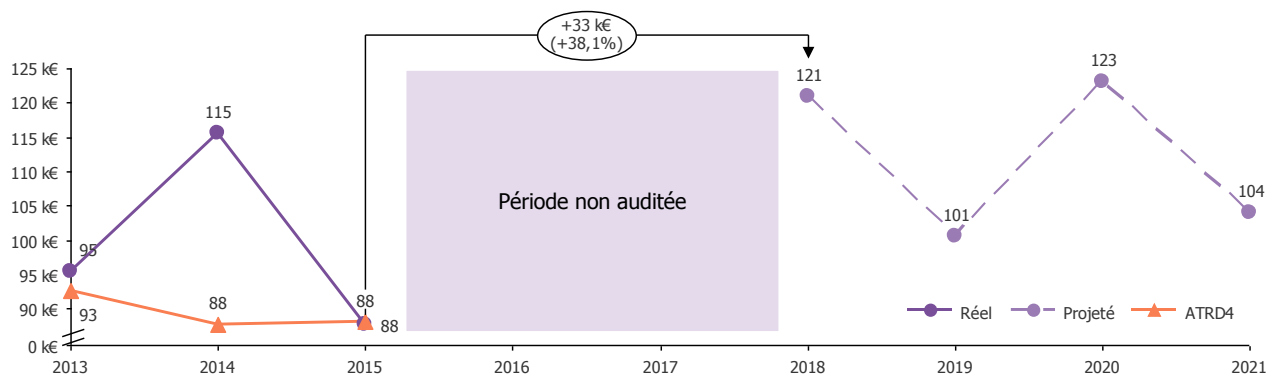 +33 k€
(+38,1%)
125 k€
120 k€
115 k€
110 k€
105 k€
100 k€
95 k€
90 k€
0 k€
95
93
115
88
88
88
Période non auditée
121
101
123
104
Réel
Projeté
ATRD4
2013
2014
2015
2016
2017
2018
2019
2020
2021